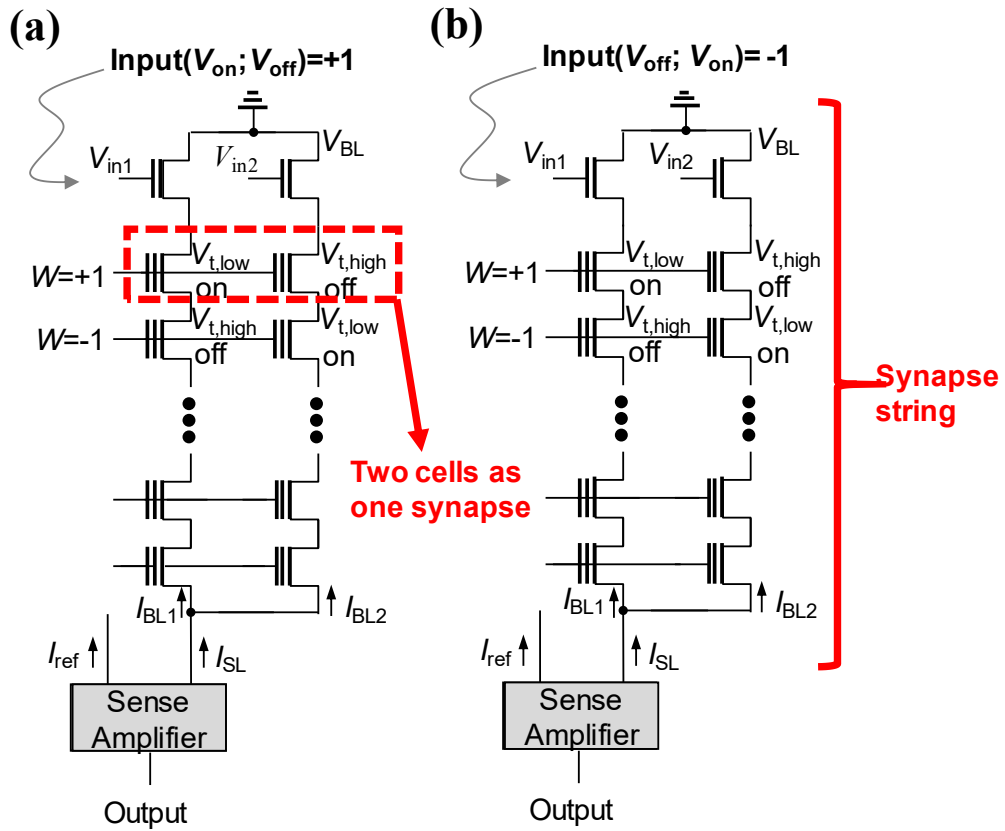 (a)
Input(Von; Voff)=+1
Vin1
Vin2
VBL
W=+1
Vt,low
on
Vt,high
off
W=-1
Vt,high
off
Vt,low
on
Two cells as
one synapse
IBL1
IBL2
Iref
ISL
Sense
Amplifier
Output
(b)
Input(Voff; Von)= -1
Vin1
Vin2
VBL
W=+1
Vt,low
on
Vt,high
off
W=-1
Vt,high
off
Vt,low
on
Synapse
string
IBL1
IBL2
Iref
ISL
Sense
Amplifier
Output